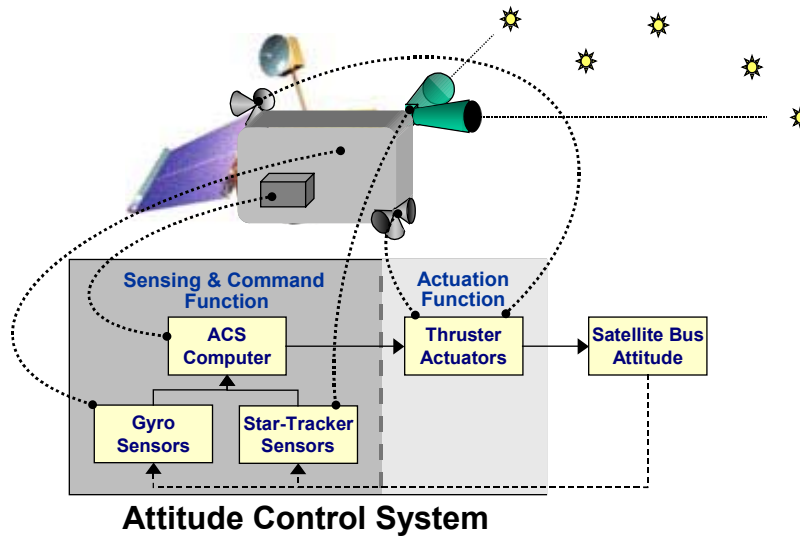 Sensing & Command
Function
Actuation
Function
ACS
Computer
Thruster
Actuators
Satellite Bus
Attitude
Gyro
Sensors
Star-Tracker
Sensors
Attitude Control System